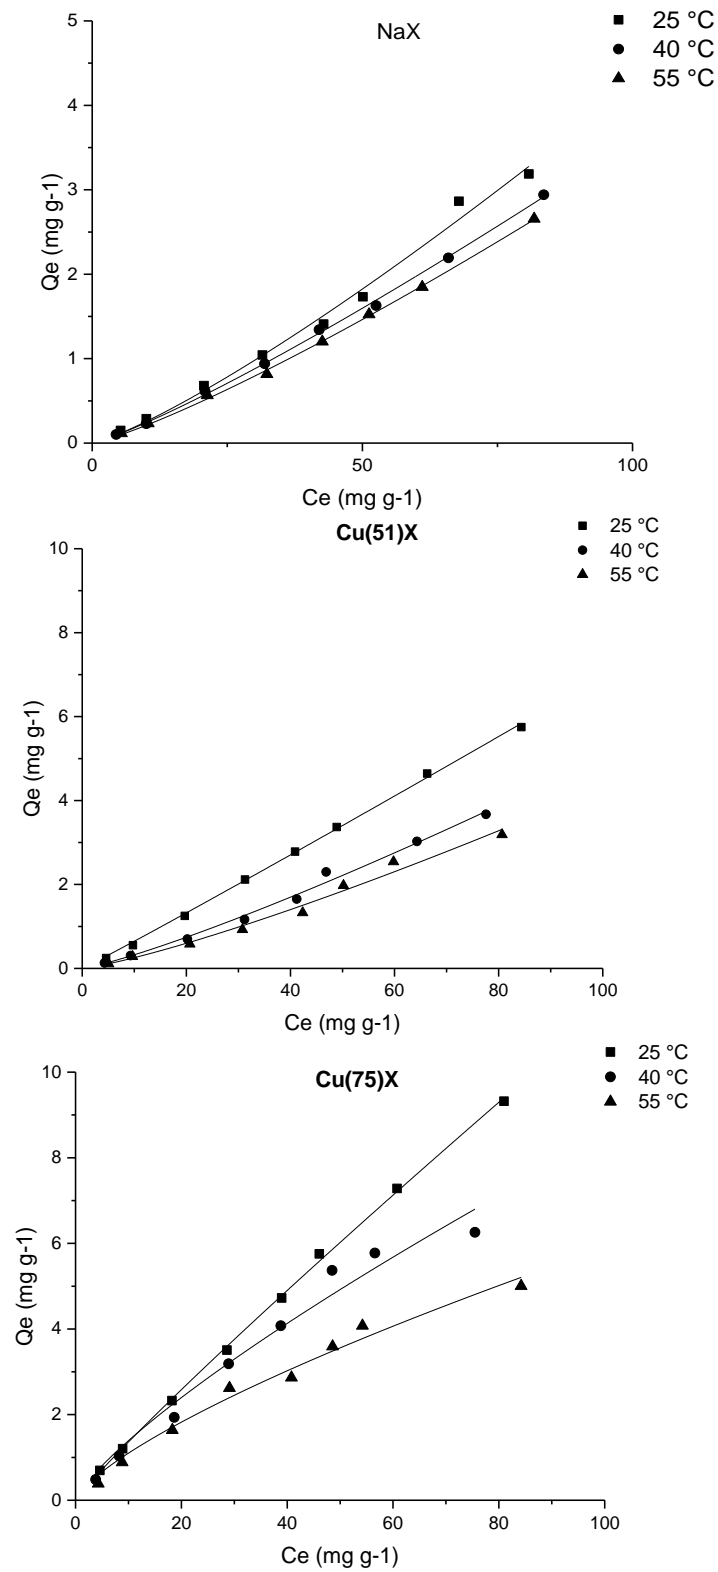 NaX
25 °C
40 °C
55 °C
5
4
3
2
1
0
Qe (mg g-1)
0 50 100
Ce (mg g-1)
Cu(51)X
25 °C
40 °C
55 °C
10
8
6
4
2
0
Qe (mg g-1)
0 20 40 60 80 100
Ce (mg g-1)
Cu(75)X
25 °C
40 °C
55 °C
10
8
6
4
2
0
Qe (mg g-1)
0 20 40 60 80 100
Ce (mg g-1)